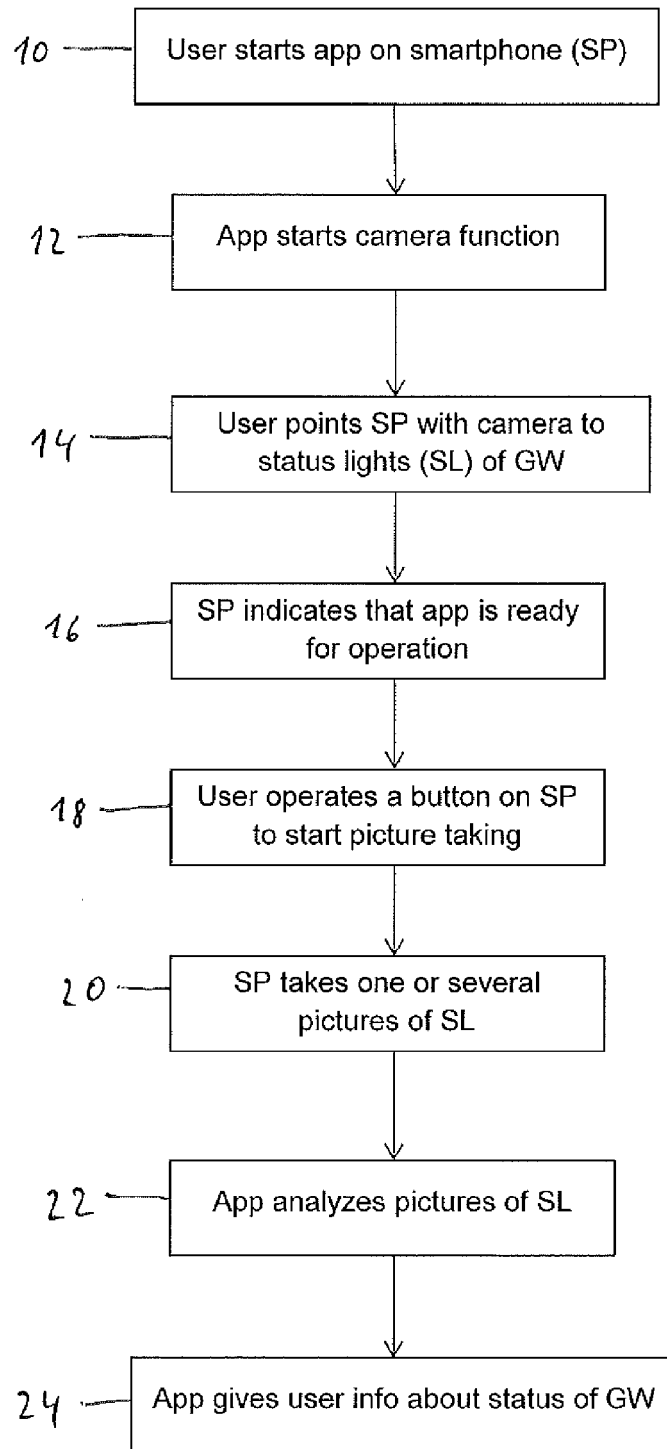 10 User starts app on smartphone (SP)
12 App starts camera function
14 User points SP with camera to
status lights (SL) of GW
16 SP indicates that app is ready
for operation
18 User operates a button on SP
to start picture taking
20 SP takes one or several
pictures of SL
22 App analyzes pictures of SL
24 App gives user info about status of GW